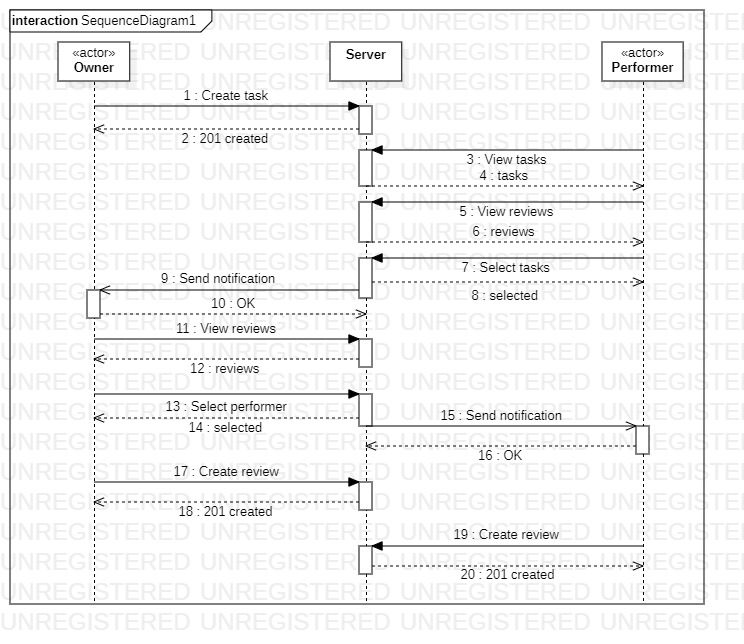 interaction SequenceDiagram1
«actor»
Owner
Server
«actor»
Performer
1 : Create task
2 : 201 created
3 : View tasks
4 : tasks
5 : View reviews
6 : reviews
7 : Select tasks
8 : selected
9 : Send notification
10 : OK
11 : View reviews
12 : reviews
13 : Select performer
14 : selected
15 : Send notification
16 : OK
17 : Create review
18 : 201 created
19 : Create review
20 : 201 created
UNREGISTERED